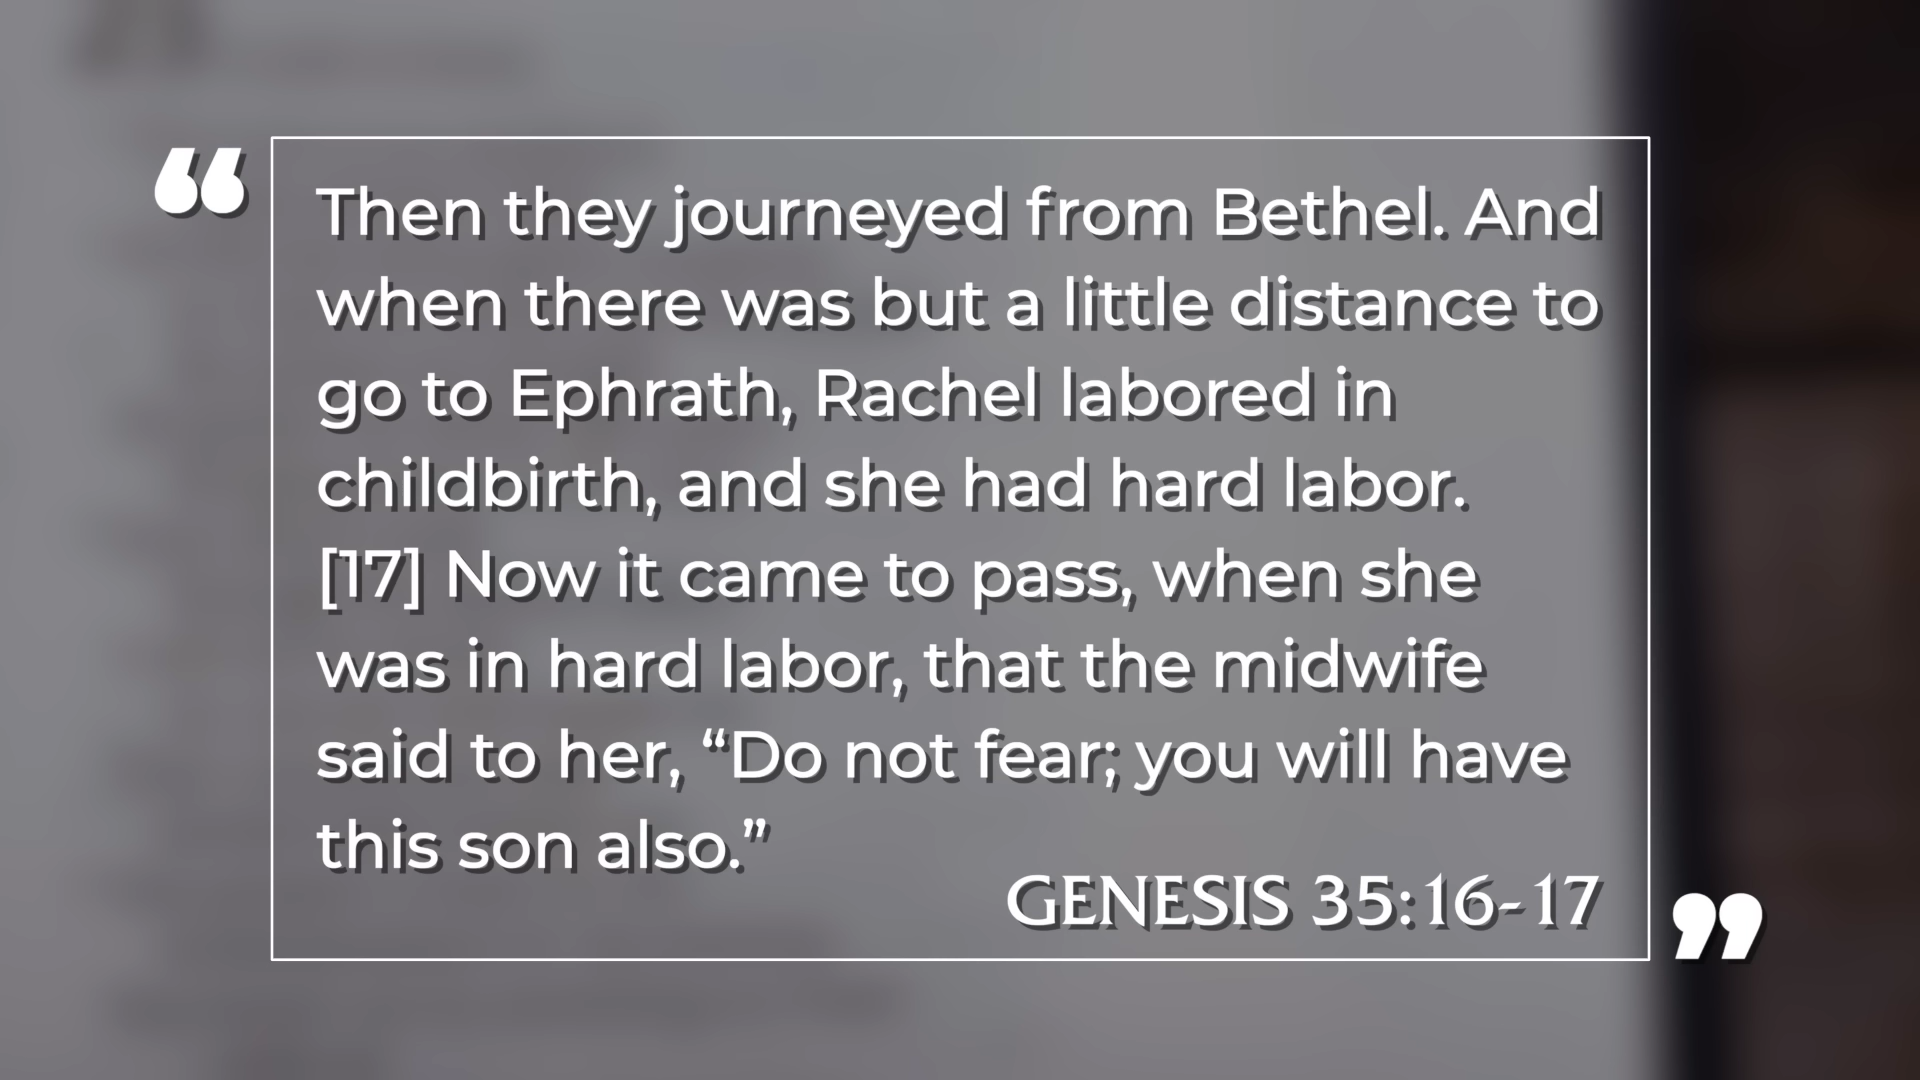 “
Then they journeyed from Bethel. And
when there was but a little distance to
go to Ephrath, Rachel labored in
childbirth, and she had hard labor.
[17] Now it came to pass, when she
was in hard labor, that the midwife
said to her, “Do not fear; you will have
this son also.”
GENESIS 35:16-17
”